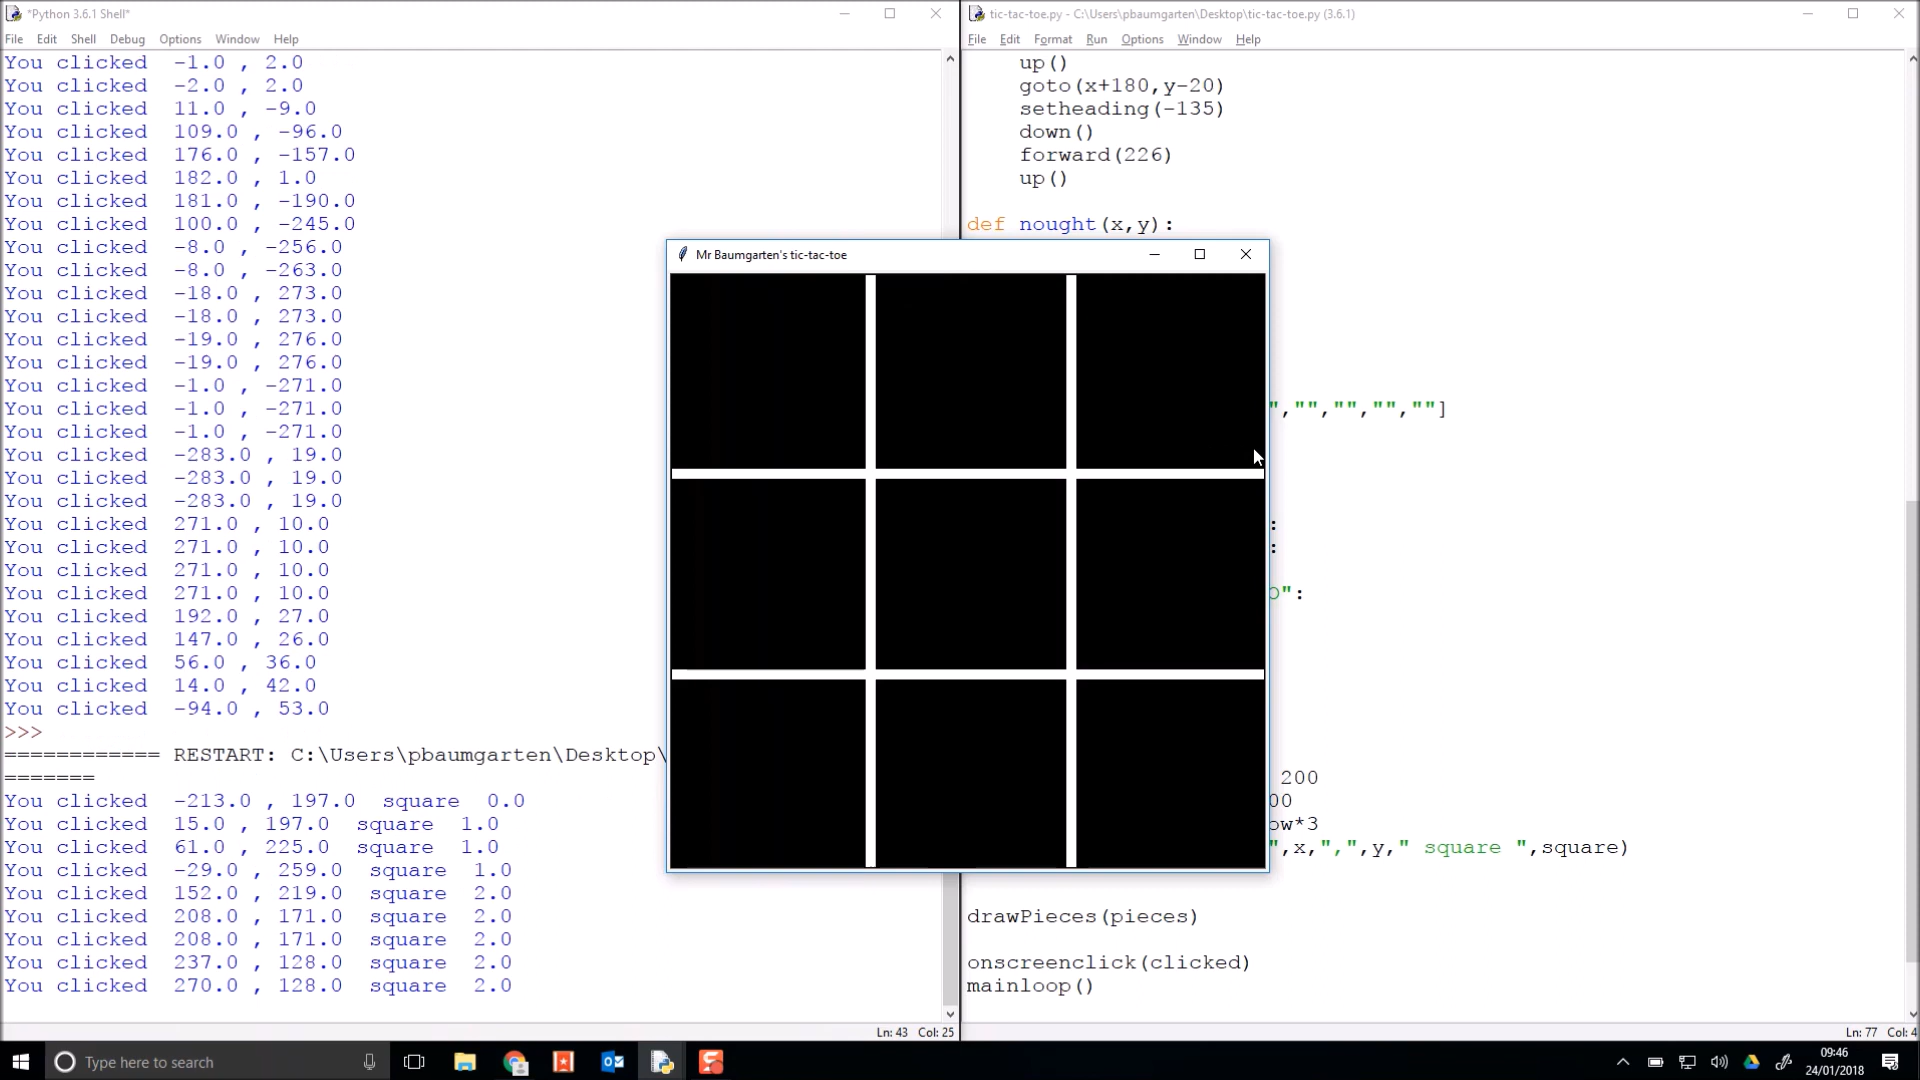 *Python 3.6.1 Shell*
File Edit Shell Debug Options Window Help
You clicked  -1.0 , 2.0
You clicked  -2.0 , 2.0
You clicked  11.0 , -9.0
You clicked  109.0 , -96.0
You clicked  176.0 , -157.0
You clicked  182.0 , 1.0
You clicked  181.0 , -190.0
You clicked  100.0 , -245.0
You clicked  -8.0 , -256.0
You clicked  -8.0 , -263.0
You clicked  -18.0 , 273.0
You clicked  -18.0 , 273.0
You clicked  -19.0 , 276.0
You clicked  -19.0 , 276.0
You clicked  -1.0 , -271.0
You clicked  -1.0 , -271.0
You clicked  -1.0 , -271.0
You clicked  -283.0 , 19.0
You clicked  -283.0 , 19.0
You clicked  -283.0 , 19.0
You clicked  271.0 , 10.0
You clicked  271.0 , 10.0
You clicked  271.0 , 10.0
You clicked  271.0 , 10.0
You clicked  192.0 , 27.0
You clicked  147.0 , 26.0
You clicked  56.0 , 36.0
You clicked  14.0 , 42.0
You clicked  -94.0 , 53.0
>>>
============ RESTART: C:\Users\pbaumgarten\Desktop\
=======
You clicked  -213.0 , 197.0  square  0.0
You clicked  15.0 , 197.0  square  1.0
You clicked  61.0 , 225.0  square  1.0
You clicked  -29.0 , 259.0  square  1.0
You clicked  152.0 , 219.0  square  2.0
You clicked  208.0 , 171.0  square  2.0
You clicked  208.0 , 171.0  square  2.0
You clicked  237.0 , 128.0  square  2.0
You clicked  270.0 , 128.0  square  2.0
Ln: 43 Col: 25
tic-tac-toe.py - C:\Users\pbaumgarten\Desktop\tic-tac-toe.py (3.6.1)
File Edit Format Run Options Window Help
up()
goto(x+180,y-20)
setheading(-135)
down()
forward(226)
up()
def nought(x,y):
","","","",""]
:
:
O":
200
00
ow*3
",x,",",y," square ",square)
drawPieces(pieces)
onscreenclick(clicked)
mainloop()
Ln: 77 Col: 4
Mr Baumgarten's tic-tac-toe
Type here to search
09:46
24/01/2018